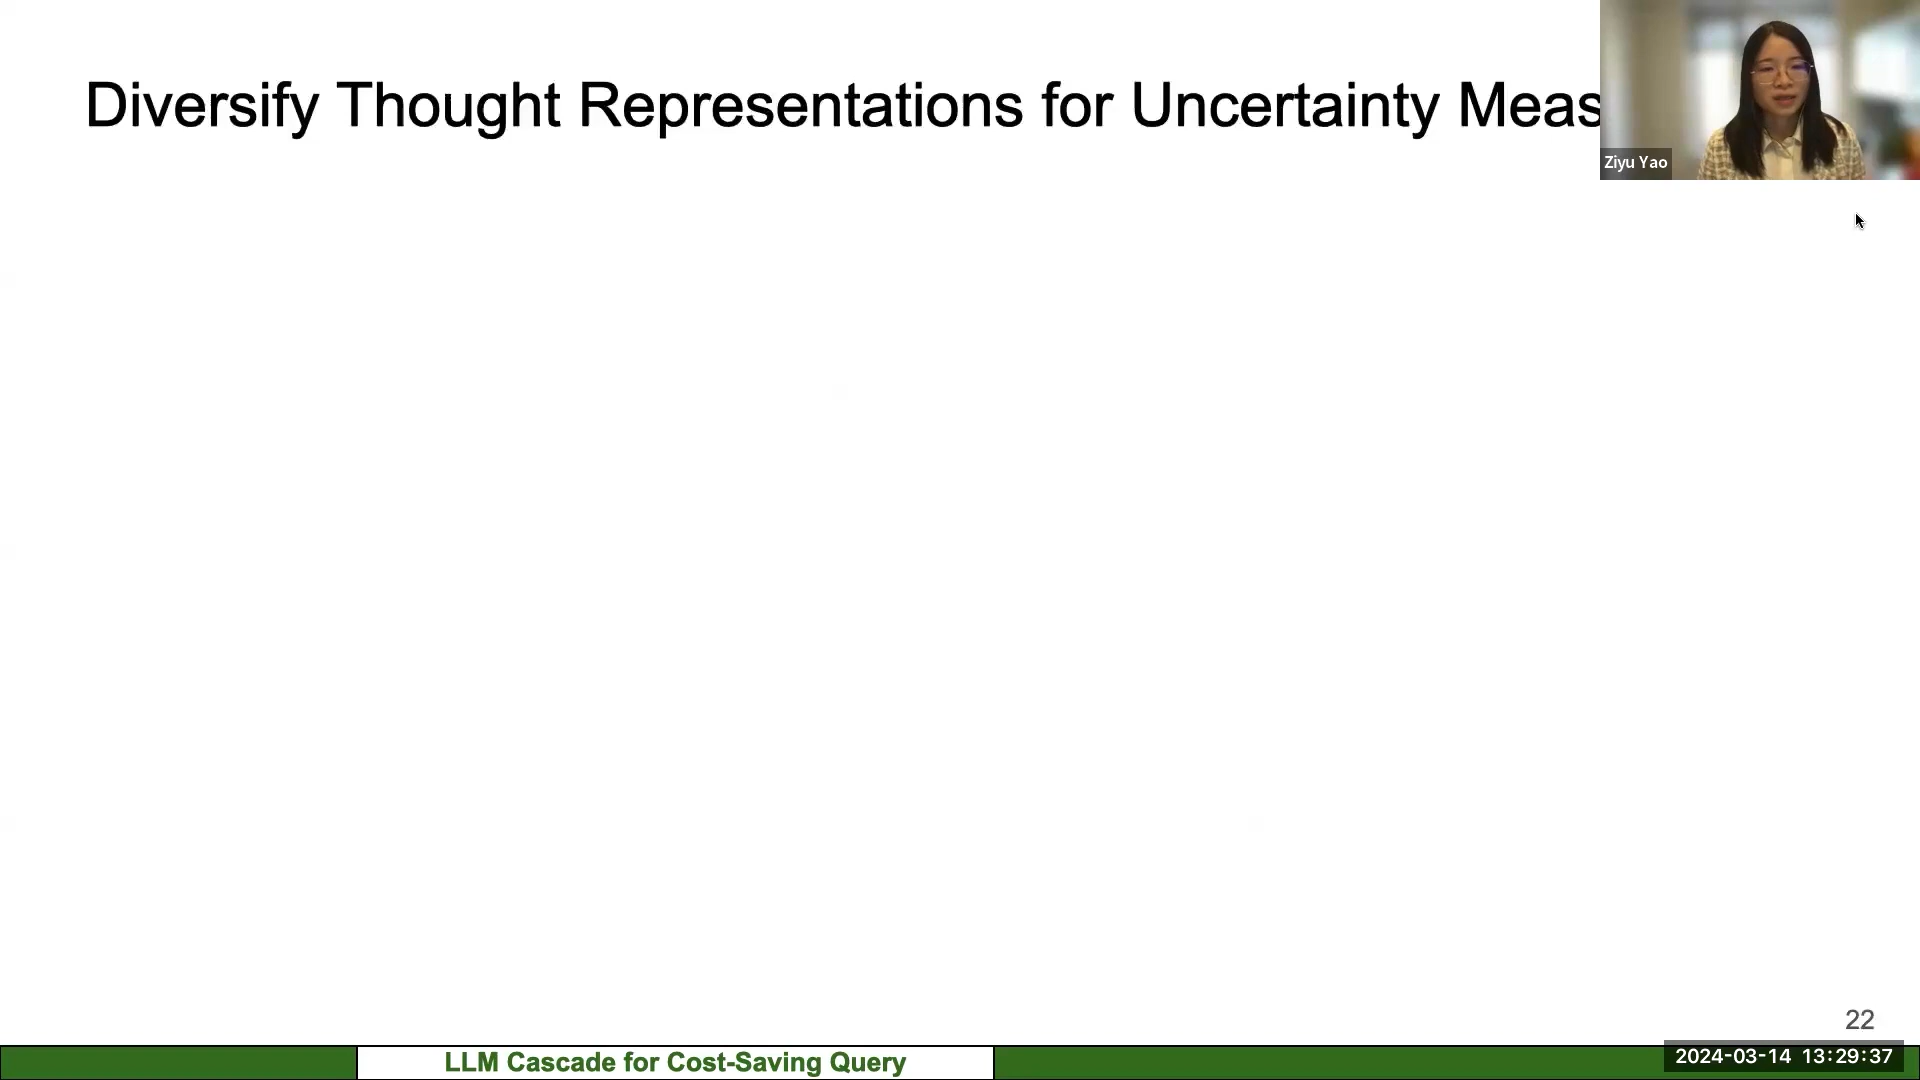 Diversify Thought Representations for Uncertainty Meas
Ziyu Yao
22
LLM Cascade for Cost-Saving Query
2024-03-14 13:29:37